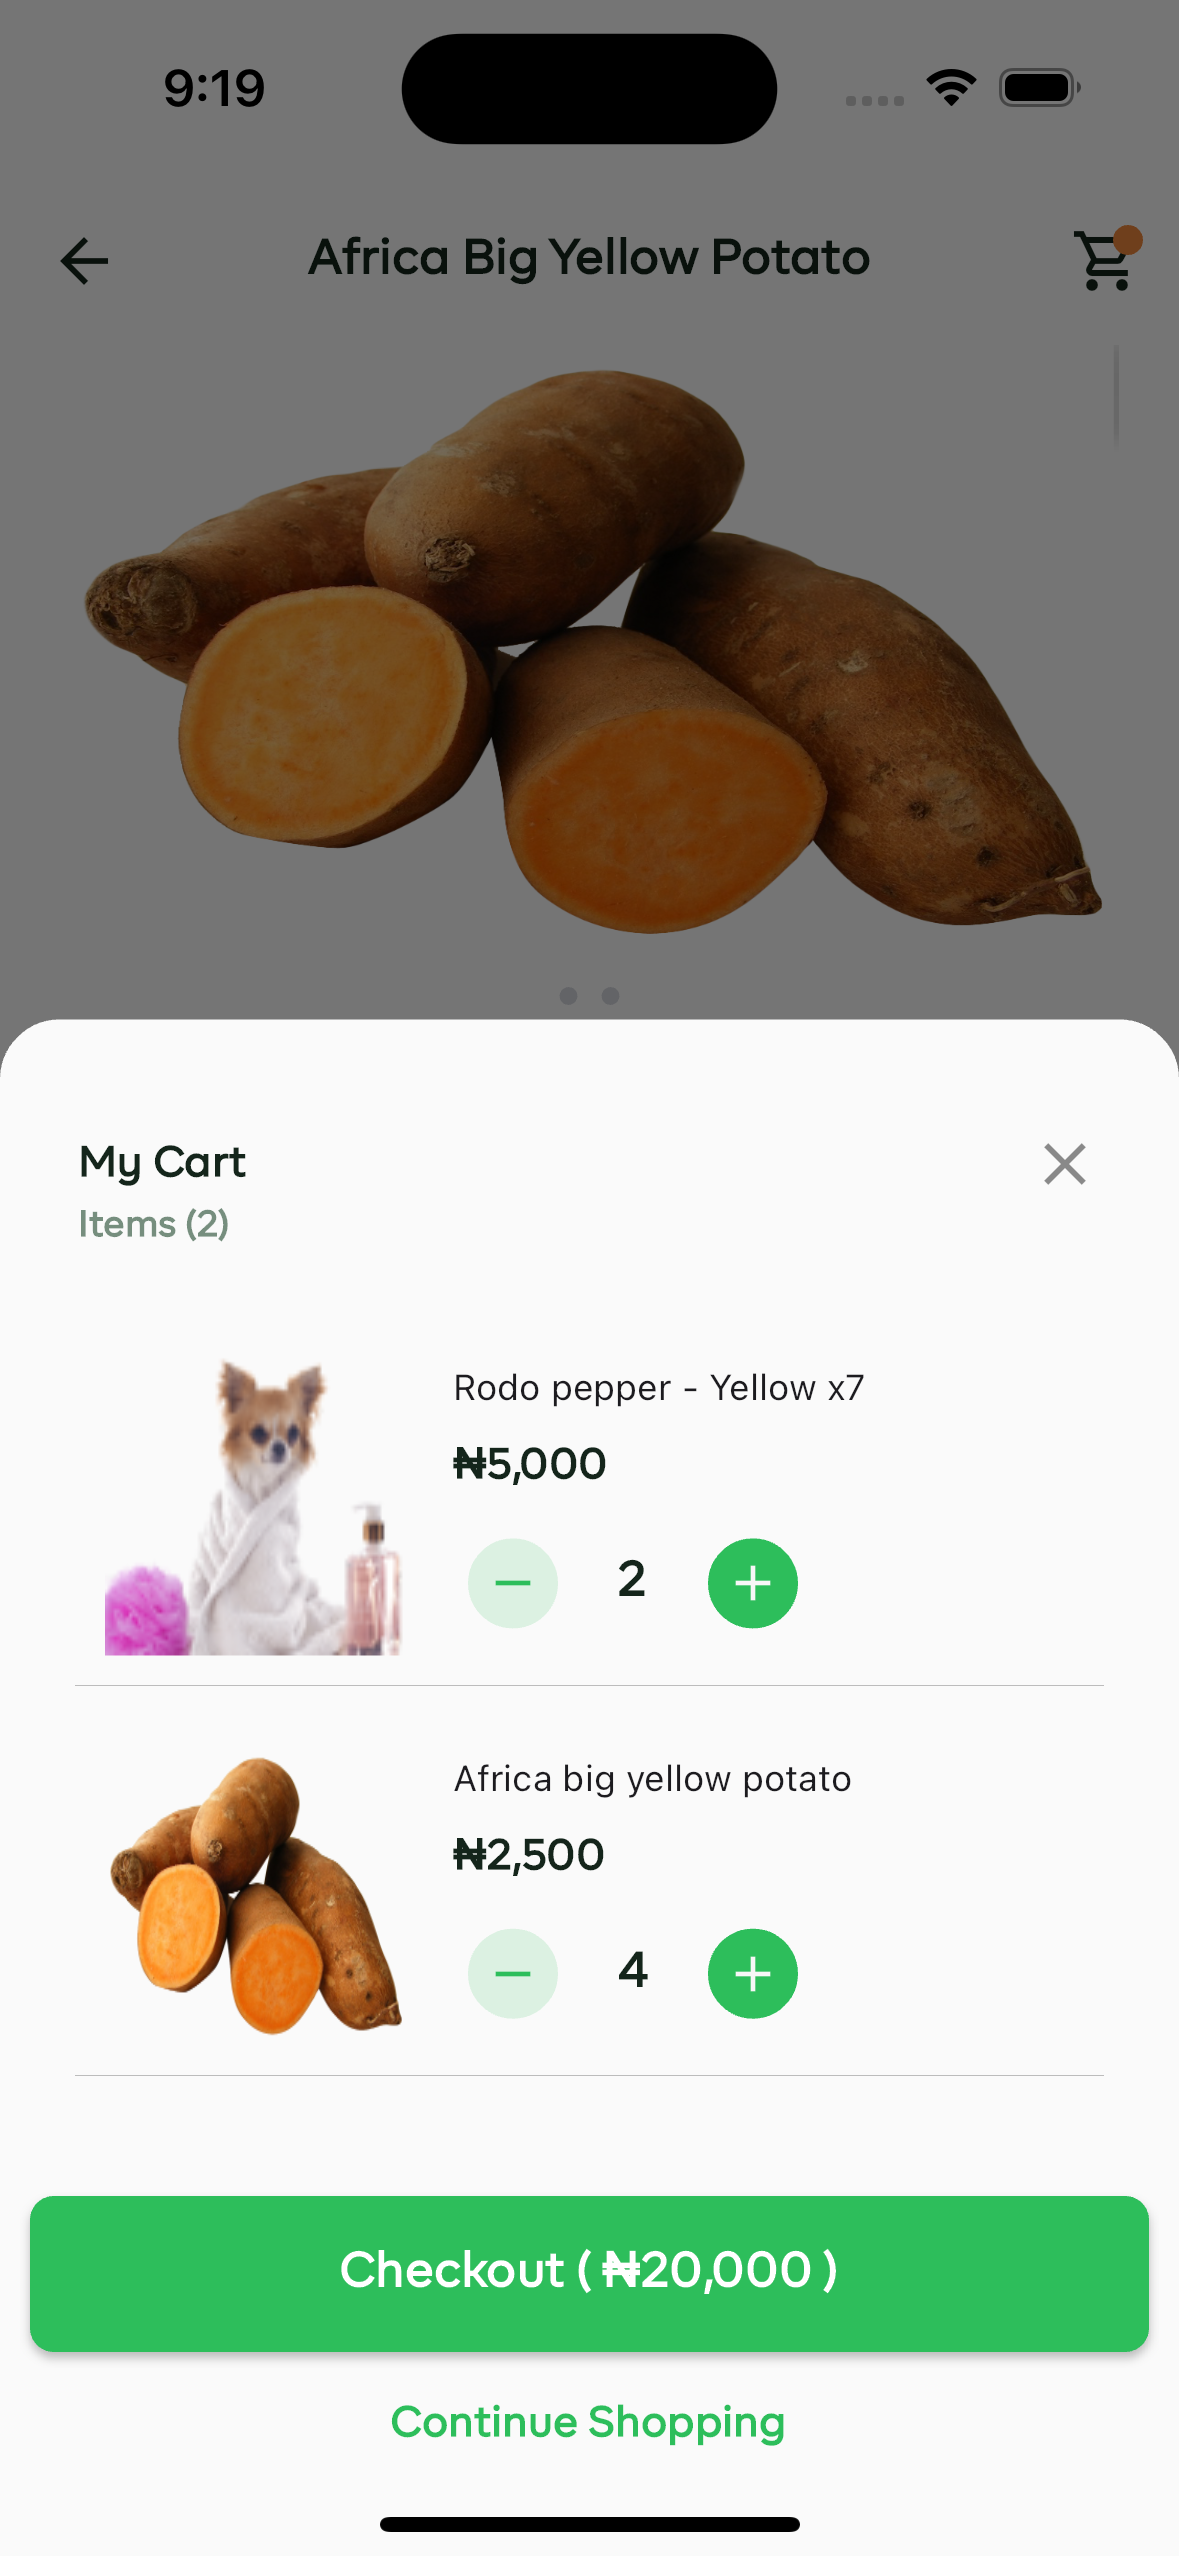 9:19
Africa Big Yellow Potato
My Cart
Items (2)
Rodo pepper - Yellow x7
₦5,000
2
Africa big yellow potato
₦2,500
4
Checkout ( ₦20,000 )
Continue Shopping